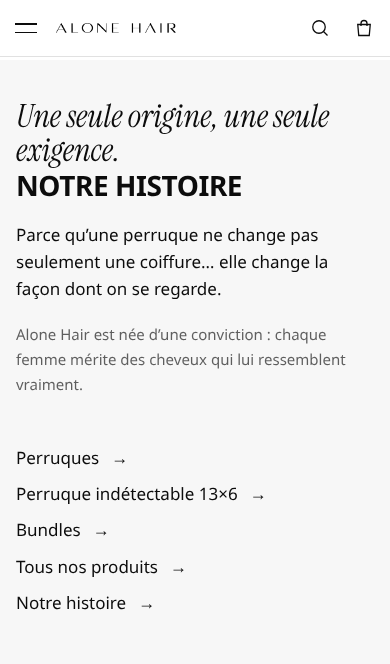 ALONE HAIR
Une seule origine, une seule
exigence.
NOTRE HISTOIRE
Parce qu’une perruque ne change pas
seulement une coiffure... elle change la
façon dont on se regarde.
Alone Hair est née d’une conviction : chaque
femme mérite des cheveux qui lui ressemblent
vraiment.
Perruques →
Perruque indétectable 13×6 →
Bundles →
Tous nos produits →
Notre histoire →